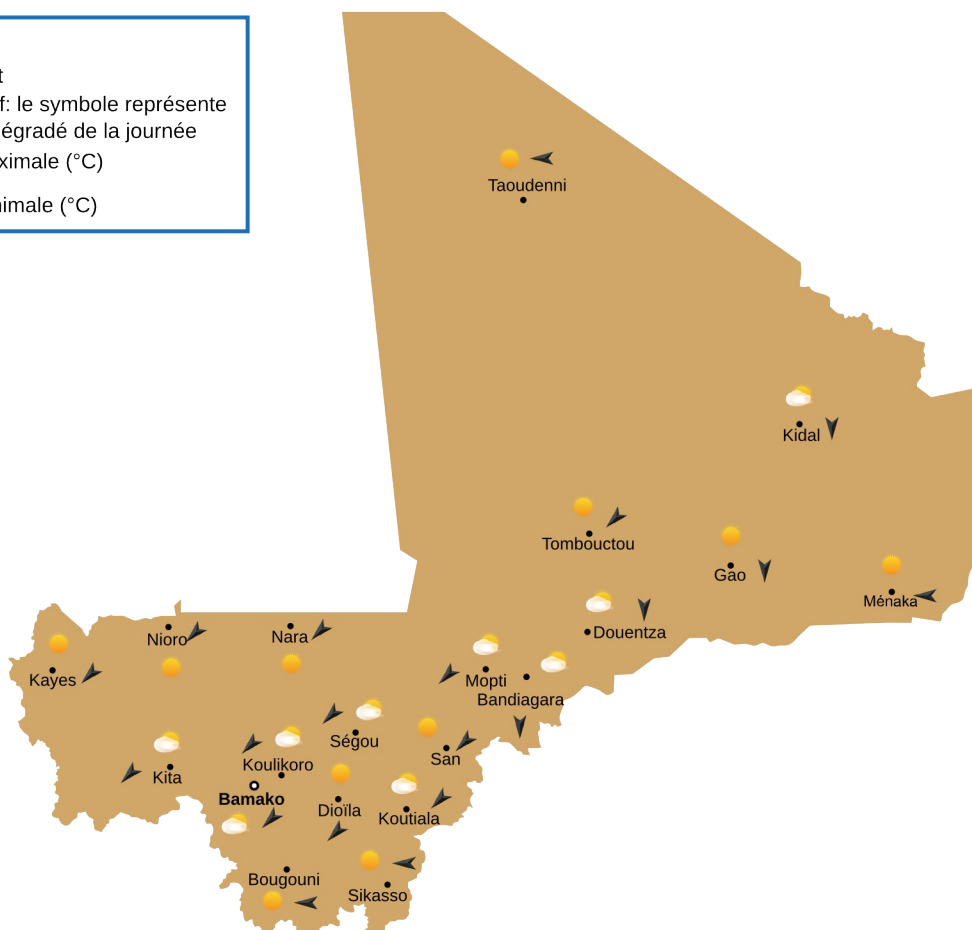 t
f: le symbole représente
égradé de la journée
ximale (°C)
nimale (°C)
Taoudenni
Kidal
Tombouctou
Gao
Ménaka
Douentza
Nioro
Nara
Kayes
Mopti
Bandiagara
Ségou
San
Koulikoro
Kita
Bamako
Dioïla
Koutiala
Bougouni
Sikasso